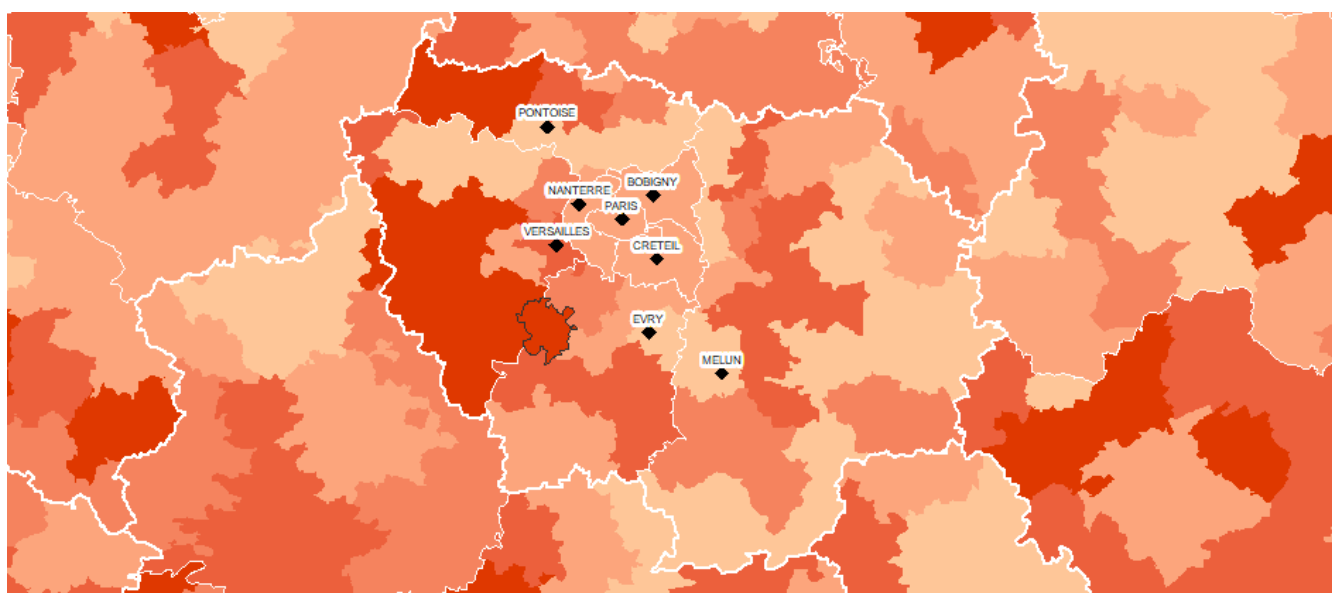 PONTOISE
BOBIGNY
NANTERRE
PARIS
VERSAILLES
CRETEIL
EVRY
MELUN